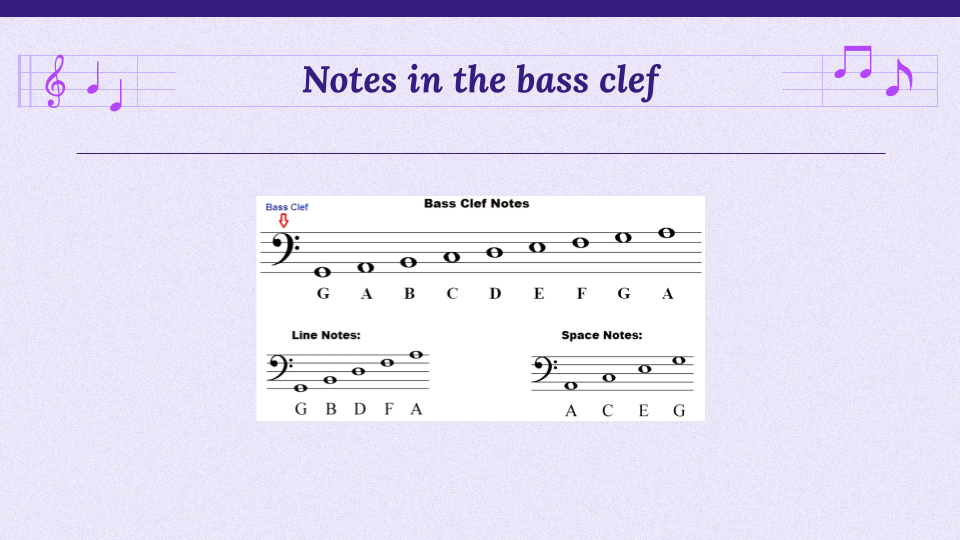 Notes in the bass clef
Bass Clef
Bass Clef Notes
G A B C D E F G A
Line Notes:
G B D F A
Space Notes:
A C E G